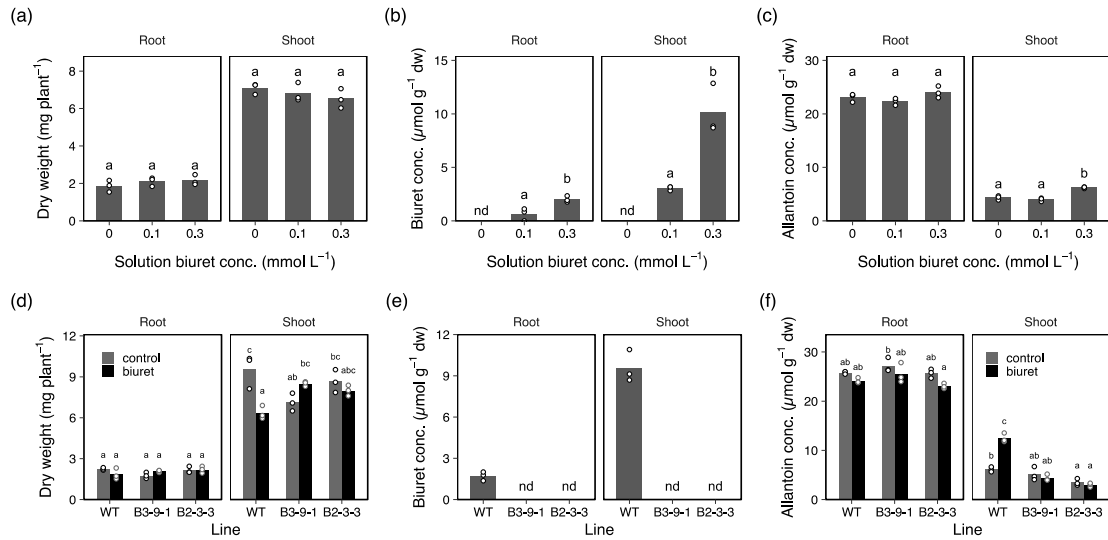 (a)
Root
Shoot
Dry weight (mg plant⁻¹)
8
6
4
2
0
a a a
a a a
0 0.1 0.3
0 0.1 0.3
Solution biuret conc. (mmol L⁻¹)
(b)
Root
Shoot
Biuret conc. (µmol g⁻¹ dw)
15
10
5
0
nd a b
nd a b
0 0.1 0.3
0 0.1 0.3
Solution biuret conc. (mmol L⁻¹)
(c)
Root
Shoot
Allantoin conc. (µmol g⁻¹ dw)
30
20
10
0
a a a
a a b
0 0.1 0.3
0 0.1 0.3
Solution biuret conc. (mmol L⁻¹)
(d)
Root
Shoot
Dry weight (mg plant⁻¹)
12
9
6
3
0
control
biuret
a a a a a a
c a ab bc bc abc
WT B3-9-1 B2-3-3
WT B3-9-1 B2-3-3
Line
(e)
Root
Shoot
Biuret conc. (µmol g⁻¹ dw)
12
9
6
3
0
nd nd
nd nd
WT B3-9-1 B2-3-3
WT B3-9-1 B2-3-3
Line
(f)
Root
Shoot
Allantoin conc. (µmol g⁻¹ dw)
30
20
10
0
ab ab b ab ab a
control
biuret
b c ab ab a a
WT B3-9-1 B2-3-3
WT B3-9-1 B2-3-3
Line